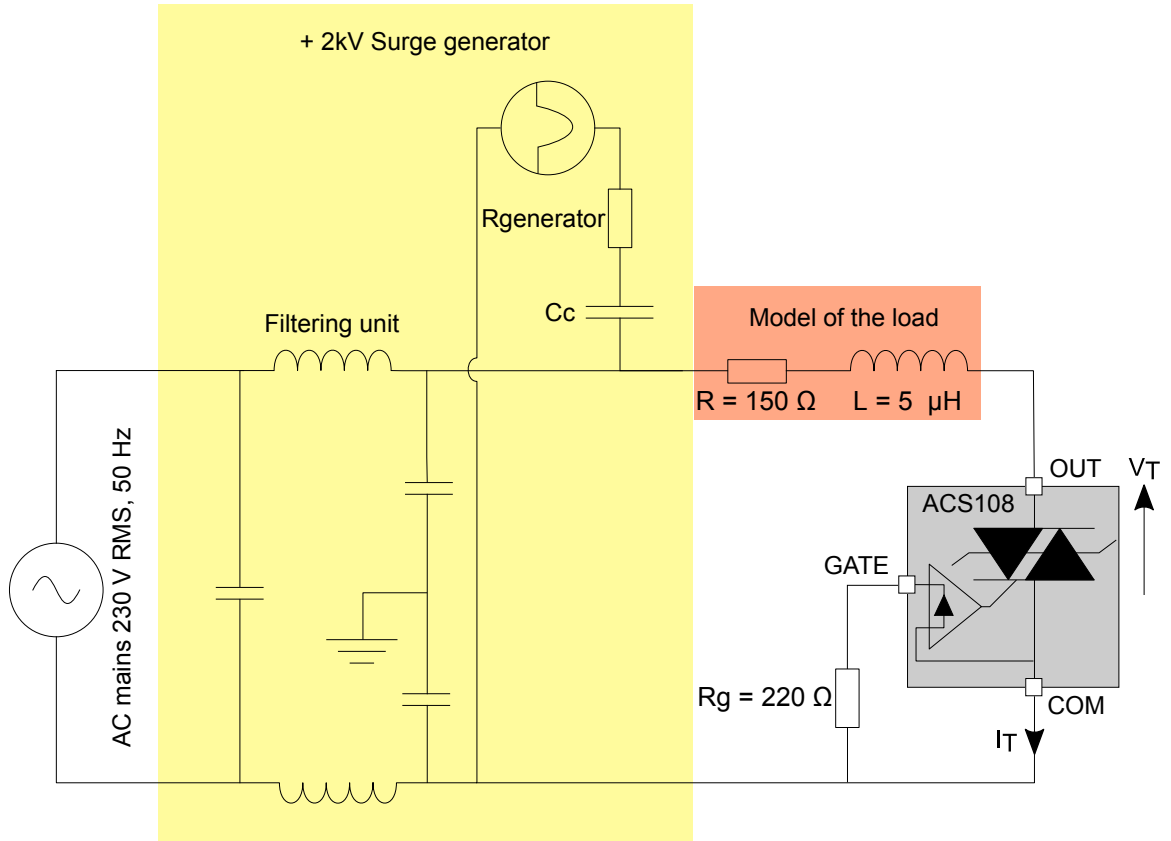 + 2kV Surge generator
Rgenerator
Cc
Filtering unit
Model of the load
R = 150 Ω
L = 5 µH
AC mains 230 V RMS, 50 Hz
OUT
VT
ACS108
GATE
Rg = 220 Ω
COM
IT